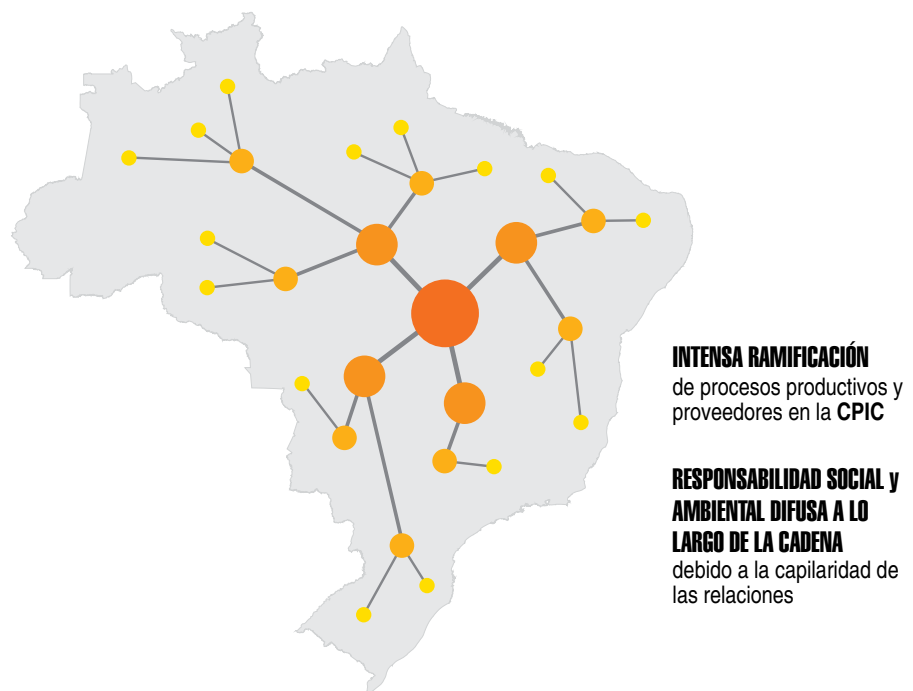 INTENSA RAMIFICACIÓN
de procesos productivos y
proveedores en la CPIC
RESPONSABILIDAD SOCIAL y
AMBIENTAL DIFUSA A LO
LARGO DE LA CADENA
debido a la capilaridad de
las relaciones